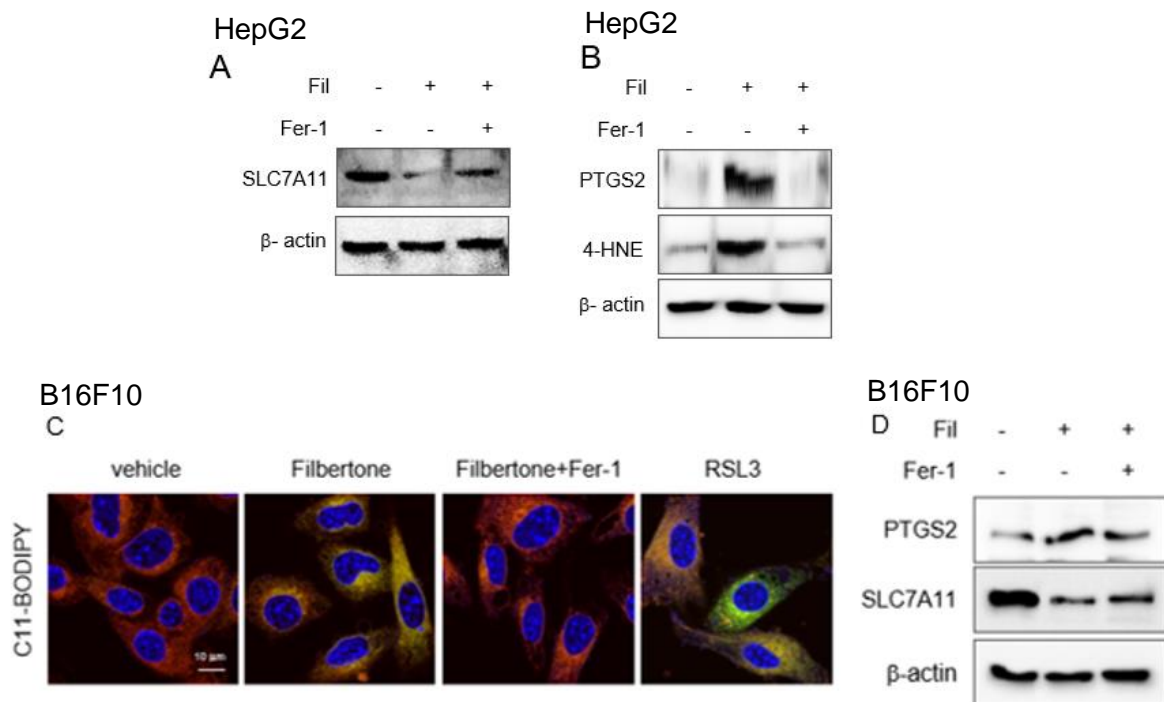 HepG2
A
Fil - + +
Fer-1 - - +
SLC7A11
β- actin
HepG2
B
Fil - + +
Fer-1 - - +
PTGS2
4-HNE
β- actin
B16F10
C
vehicle Filbertone Filbertone+Fer-1 RSL3
C11-BODIPY
10 µm
B16F10
D
Fil - + +
Fer-1 - - +
PTGS2
SLC7A11
β-actin